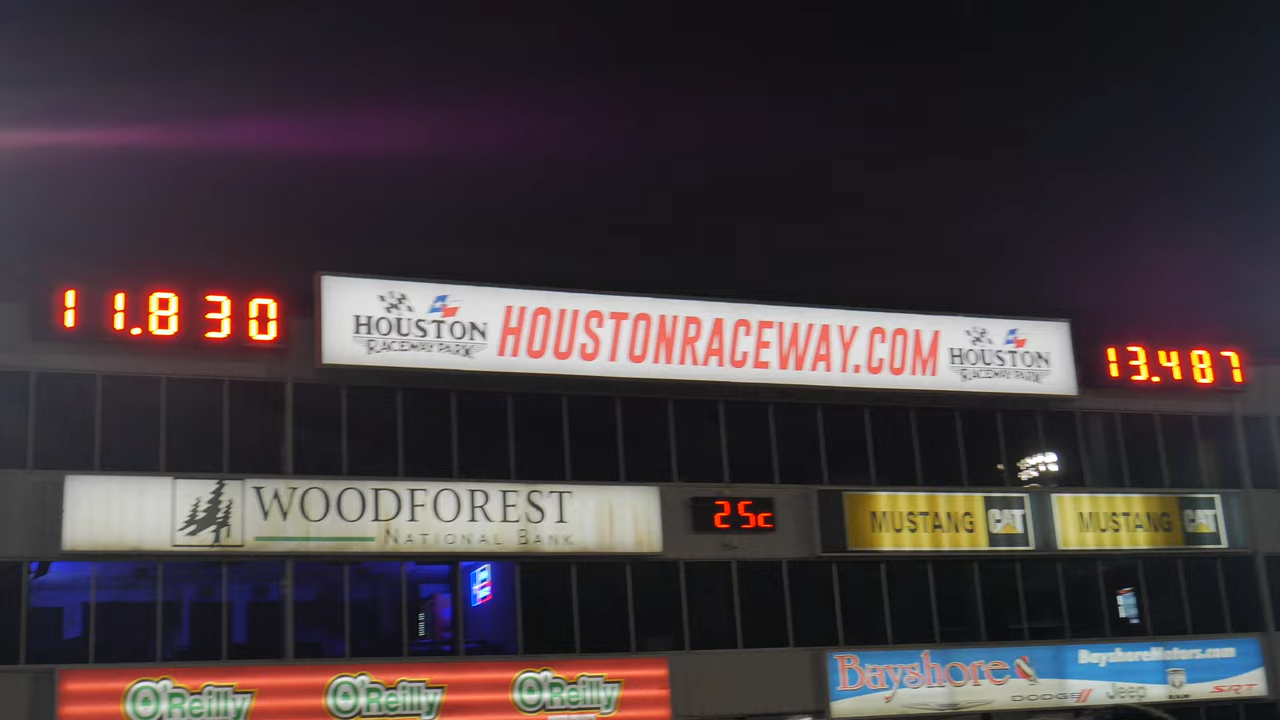 11.830
HOUSTON
RACEWAY PARK
HOUSTONRACEWAY.COM
HOUSTON
RACEWAY PARK
13.487
WOODFOREST
NATIONAL BANK
25c
MUSTANG CAT
MUSTANG CAT
O'Reilly
O'Reilly
O'Reilly
Bayshore
BayshoreMotors.com
DODGE
Jeep
RAM
SRT